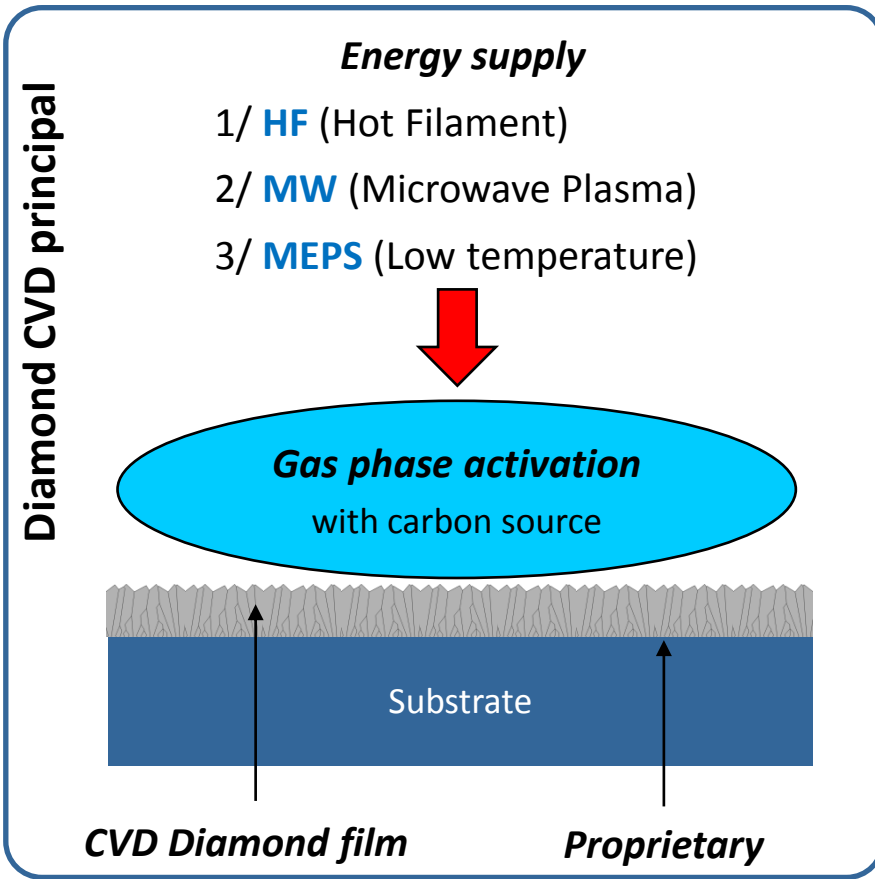 Diamond CVD principal
Energy supply
1/ HF (Hot Filament)
2/ MW (Microwave Plasma)
3/ MEPS (Low temperature)
Gas phase activation
with carbon source
Substrate
CVD Diamond film
Proprietary